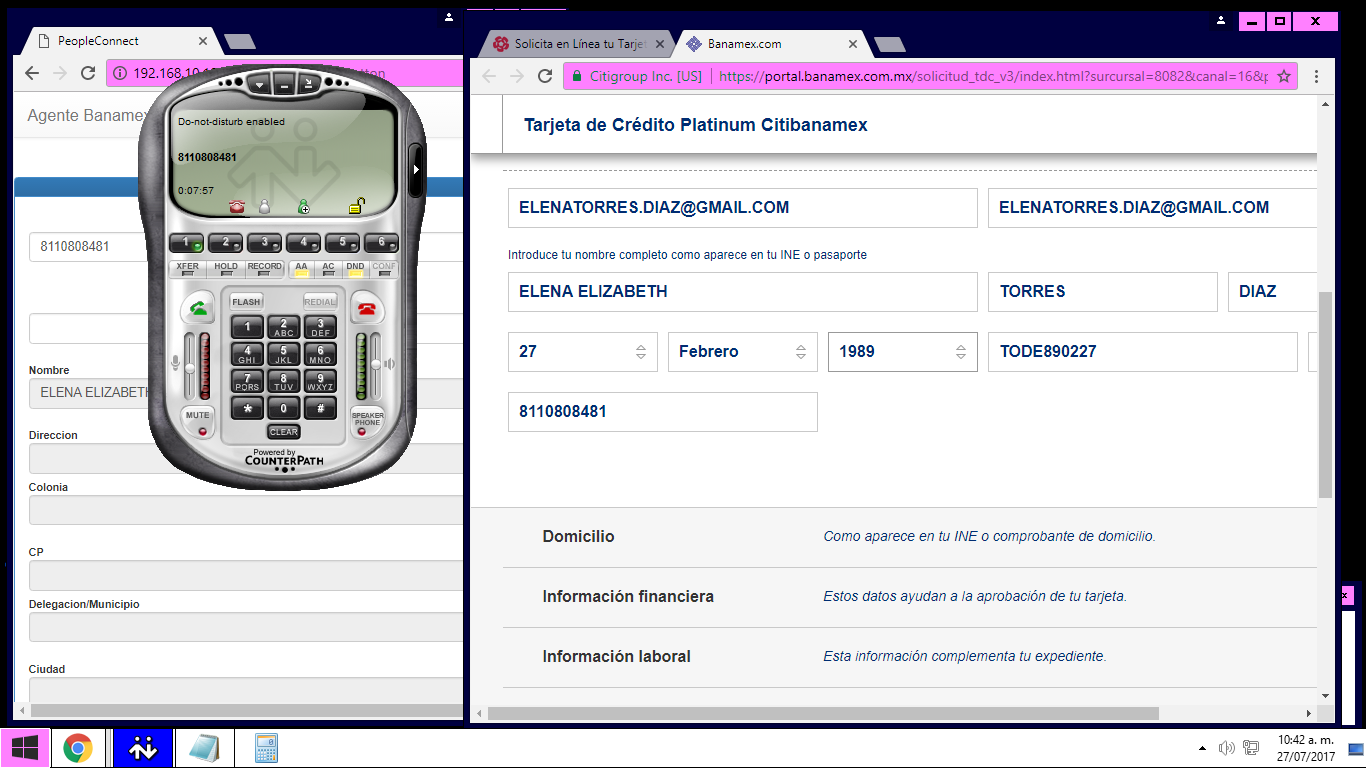 PeopleConnect
192.168.10.1
tton
Agente Banamex
8110808481
Nombre
ELENA ELIZABETH
Direccion
Colonia
CP
Delegacion/Municipio
Ciudad
Do-not-disturb enabled
8110808481
0:07:57
1 2 3 4 5 6
XFER HOLD RECORD AA AC DND CONF
FLASH REDIAL
1 2 ABC 3 DEF
4 GHI 5 JKL 6 MNO
7 PQRS 8 TUV 9 WXYZ
* 0 #
MUTE
SPEAKER PHONE
CLEAR
Powered by
COUNTERPATH
Solicita en Línea tu Tarje
Banamex.com
Citigroup Inc. [US] https://portal.banamex.com.mx/solicitud_tdc_v3/index.html?surcursal=8082&canal=16&p
Tarjeta de Crédito Platinum Citibanamex
ELENATORRES.DIAZ@GMAIL.COM ELENATORRES.DIAZ@GMAIL.COM
Introduce tu nombre completo como aparece en tu INE o pasaporte
ELENA ELIZABETH TORRES DIAZ
27 Febrero 1989 TODE890227
8110808481
Domicilio Como aparece en tu INE o comprobante de domicilio.
Información financiera Estos datos ayudan a la aprobación de tu tarjeta.
Información laboral Esta información complementa tu expediente.
10:42 a. m.
27/07/2017